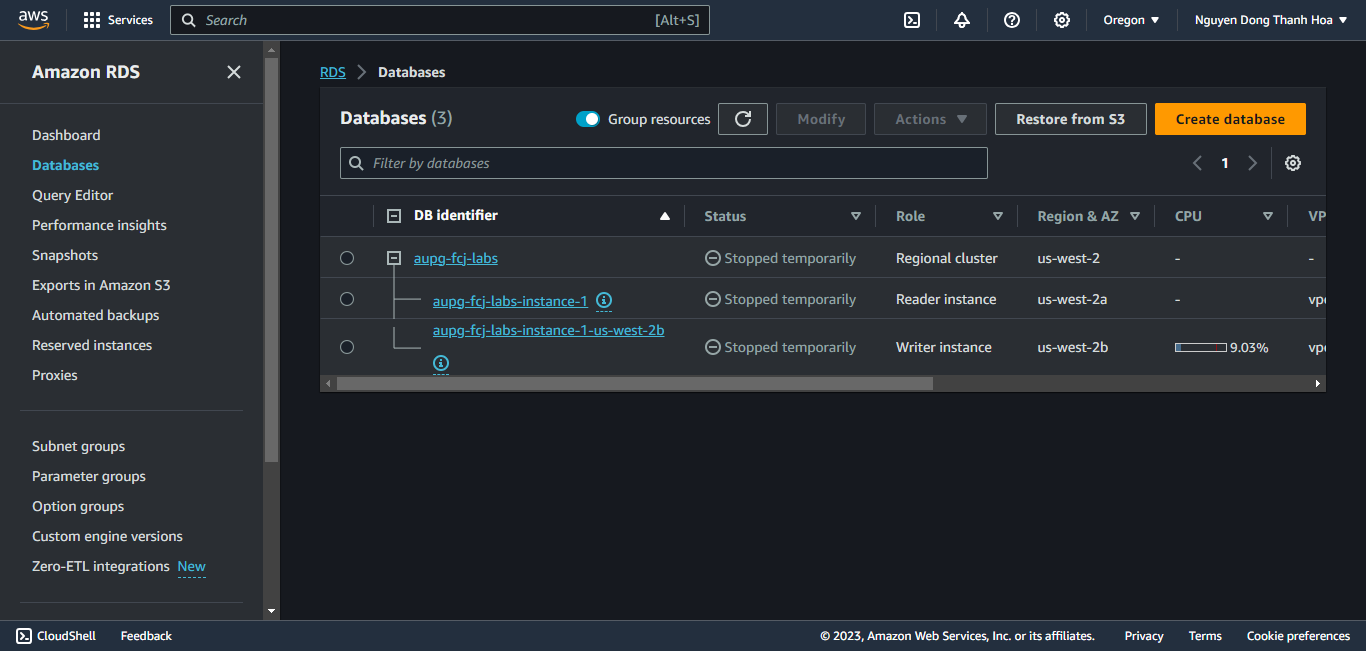 aws Services Search [Alt+S] Oregon Nguyen Dong Thanh Hoa
Amazon RDS
Dashboard
Databases
Query Editor
Performance insights
Snapshots
Exports in Amazon S3
Automated backups
Reserved instances
Proxies
Subnet groups
Parameter groups
Option groups
Custom engine versions
Zero-ETL integrations New
RDS Databases
Databases (3) Group resources Modify Actions Restore from S3 Create database
Filter by databases 1
DB identifier Status Role Region & AZ CPU VP
aupg-fcj-labs Stopped temporarily Regional cluster us-west-2 - -
aupg-fcj-labs-instance-1 Stopped temporarily Reader instance us-west-2a - vpc
aupg-fcj-labs-instance-1-us-west-2b Stopped temporarily Writer instance us-west-2b 9.03% vpc
CloudShell Feedback © 2023, Amazon Web Services, Inc. or its affiliates. Privacy Terms Cookie preferences